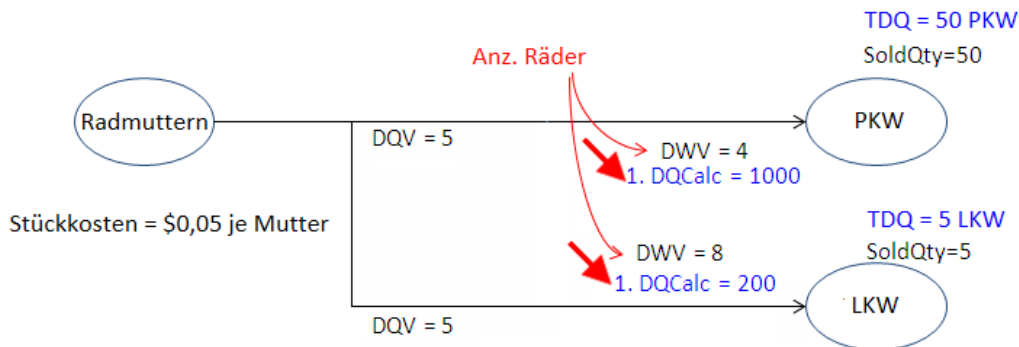 TDQ = 50 PKW
SoldQty=50
Anz. Räder
Radmuttern
PKW
DQV = 5
DWV = 4
1. DQCalc = 1000
Stückkosten = $0,05 je Mutter
TDQ = 5 LKW
SoldQty=5
DWV = 8
1. DQCalc = 200
LKW
DQV = 5